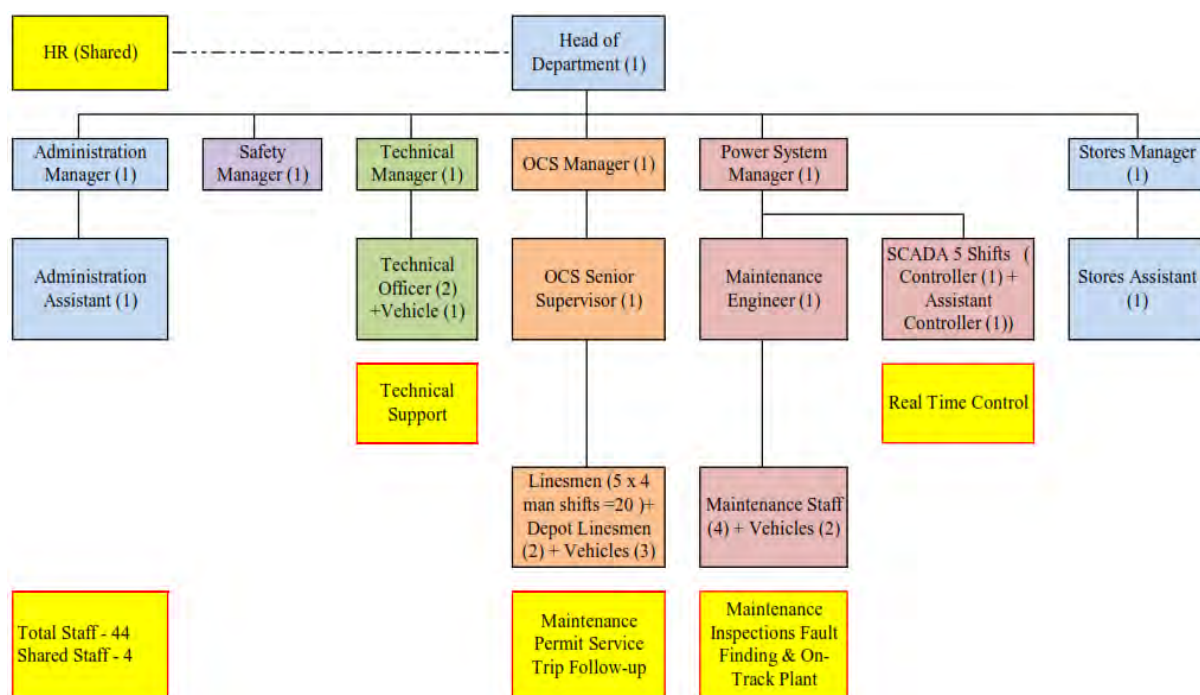 HR (Shared)
Head of
Department (1)
Administration
Manager (1)
Safety
Manager (1)
Technical
Manager (1)
OCS Manager (1)
Power System
Manager (1)
Stores Manager
(1)
Administration
Assistant (1)
Technical
Officer (2)
+Vehicle (1)
OCS Senior
Supervisor (1)
Maintenance
Engineer (1)
SCADA 5 Shifts (
Controller (1) +
Assistant
Controller (1))
Stores Assistant
(1)
Technical
Support
Real Time Control
Linesmen (5 x 4
man shifts =20 )+
Depot Linesmen
(2) + Vehicles (3)
Maintenance Staff
(4) + Vehicles (2)
Total Staff - 44
Shared Staff - 4
Maintenance
Permit Service
Trip Follow-up
Maintenance
Inspections Fault
Finding & On-
Track Plant